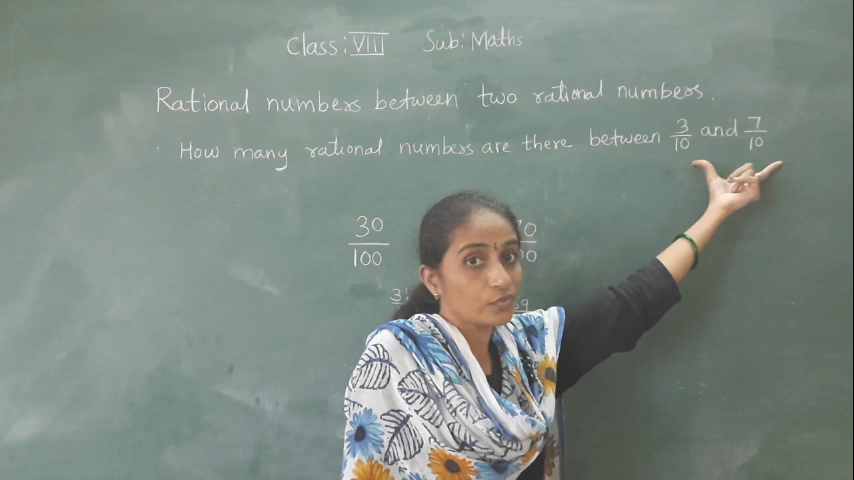 Class: VIII Sub: Maths
Rational numbers between two rational numbers.
How many rational numbers are there between 3/10 and 7/10
30/100